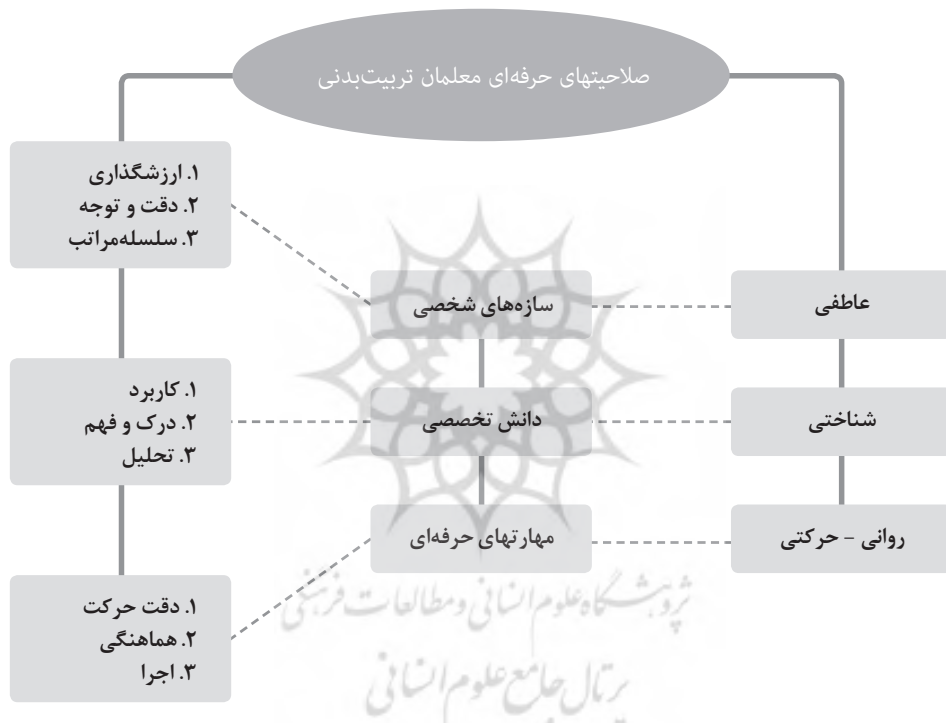 صلاحیتهای حرفه‌ای معلمان تربیت‌بدنی
عاطفی
سازه‌های شخصی
۱. ارزشگذاری
۲. دقت و توجه
۳. سلسله‌مراتب
شناختی
دانش تخصصی
۱. کاربرد
۲. درک و فهم
۳. تحلیل
روانی – حرکتی
مهارتهای حرفه‌ای
۱. دقت حرکت
۲. هماهنگی
۳. اجرا
پژوهشگاه علوم انسانی و مطالعات فرهنگی
پرتال جامع علوم انسانی